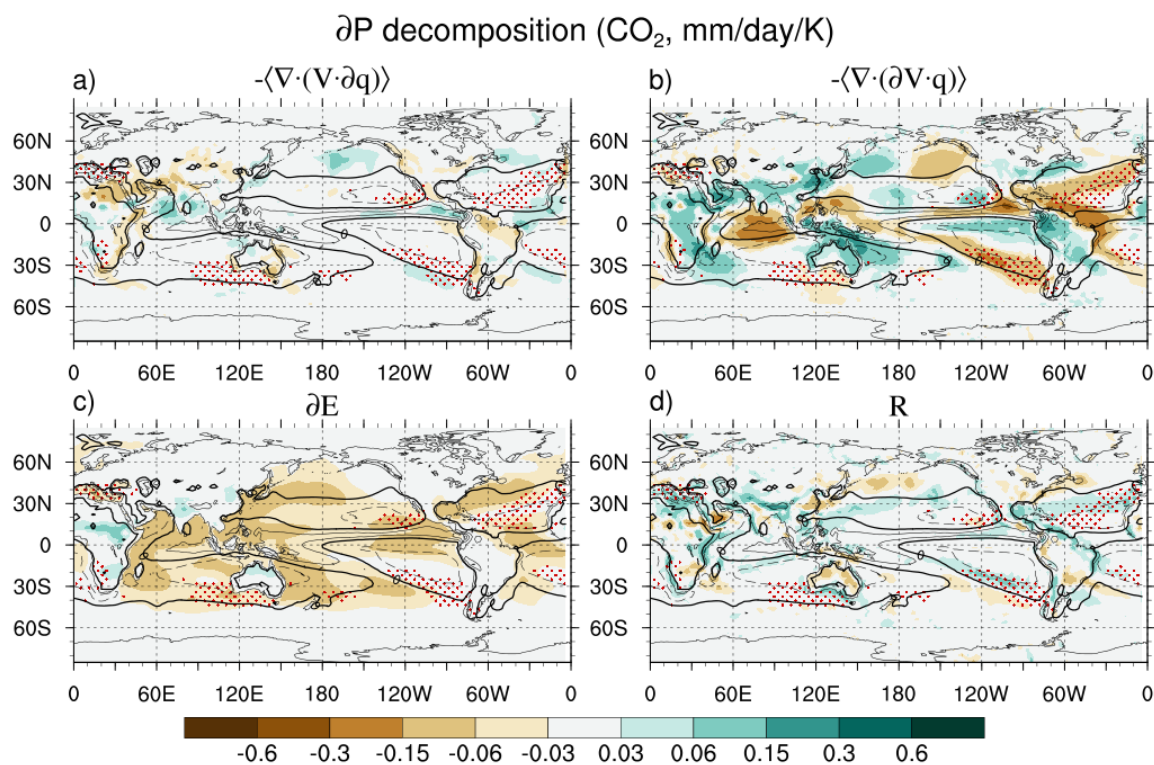 ∂P decomposition (CO₂, mm/day/K)
a) -⟨∇·(V·∂q)⟩ b) -⟨∇·(∂V·q)⟩
60N 60N
30N 30N
0 0
30S 30S
60S 60S
0 60E 120E 180 120W 60W 0 0 60E 120E 180 120W 60W 0
c) ∂E d) R
60N 60N
30N 30N
0 0
30S 30S
60S 60S
0 60E 120E 180 120W 60W 0 0 60E 120E 180 120W 60W 0
-0.6 -0.3 -0.15 -0.06 -0.03 0.03 0.06 0.15 0.3 0.6